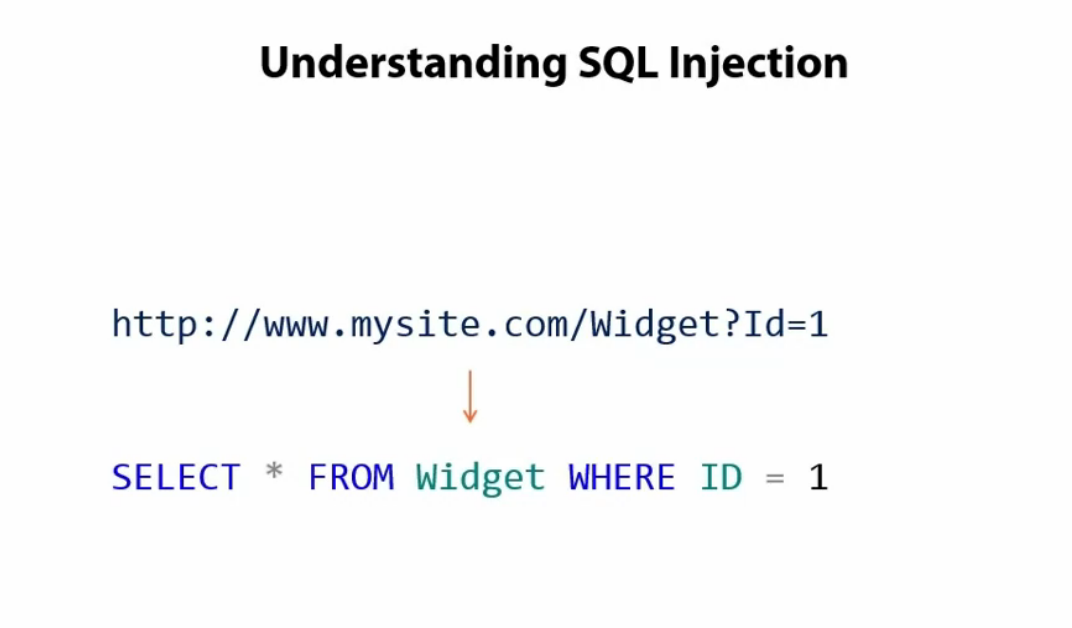 Understanding SQL Injection
http://www.mysite.com/Widget?Id=1
SELECT * FROM Widget WHERE ID = 1